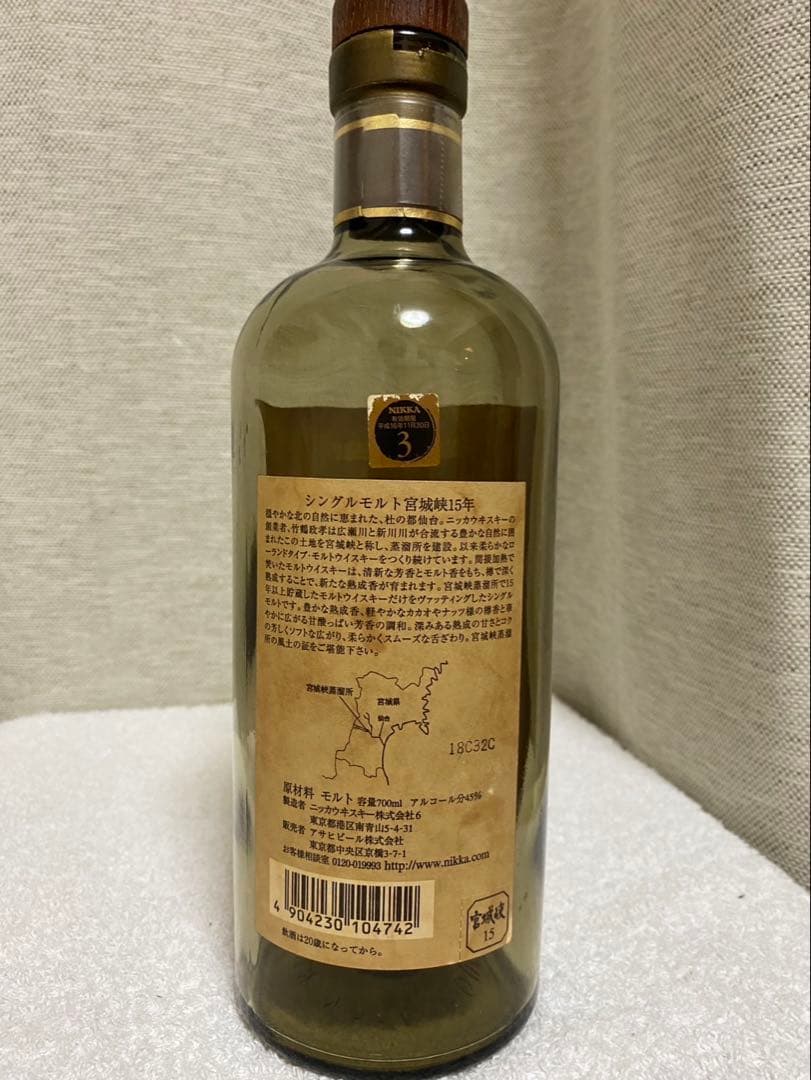 NIKKA
有効期限
平成16年11月30日
3
シングルモルト宮城峡15年
穏やかな北の自然に恵まれた、杜の都仙台。ニッカウヰスキーの
創業者、竹鶴政孝は広瀬川と新川川が合流する豊かな自然に囲
まれたこの土地を宮城峡と称し、蒸溜所を建設。以来柔らかなロ
ーランドタイプ・モルトウイスキーをつくり続けています。間接加熱で
焚いたモルトウイスキーは、清新な芳香とモルト香をもち、樽で深く
熟成することで、新たな熟成香が育まれます。宮城峡蒸溜所で15
年以上貯蔵したモルトウイスキーだけをヴァッティングしたシングル
モルトです。豊かな熟成香、軽やかなカカオやナッツ様の樽香と華
やかに広がる甘酸っぱい芳香の調和。深みある熟成の甘さとコク
の芳しくソフトな広がり、柔らかくスムーズな舌ざわり。宮城峡蒸溜
所の風土の証をご堪能下さい。
宮城峡蒸溜所
宮城県
仙台
18C32C
原材料 モルト 容量700ml アルコール分45%
製造者 ニッカウヰスキー株式会社6
東京都港区南青山5-4-31
販売者 アサヒビール株式会社
東京都中央区京橋3-7-1
お客様相談室 0120-019993 http://www.nikka.com
4 904230 104742
宮城峡
15
飲酒は20歳になってから。